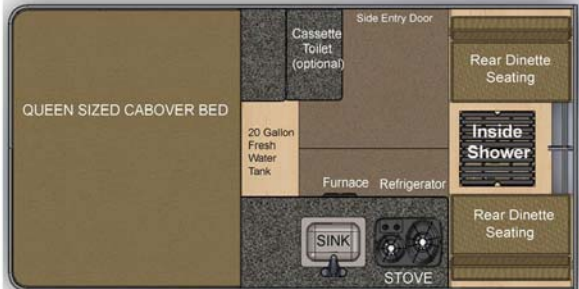 Side Entry Door
Cassette
Toilet
(optional)
Rear Dinette
Seating
QUEEN SIZED CABOVER BED
20 Gallon
Fresh
Water
Tank
Inside
Shower
Furnace
Refrigerator
Rear Dinette
Seating
SINK
STOVE